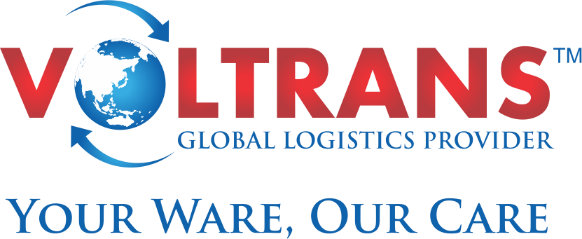 VOLTRANS™
GLOBAL LOGISTICS PROVIDER
YOUR WARE, OUR CARE